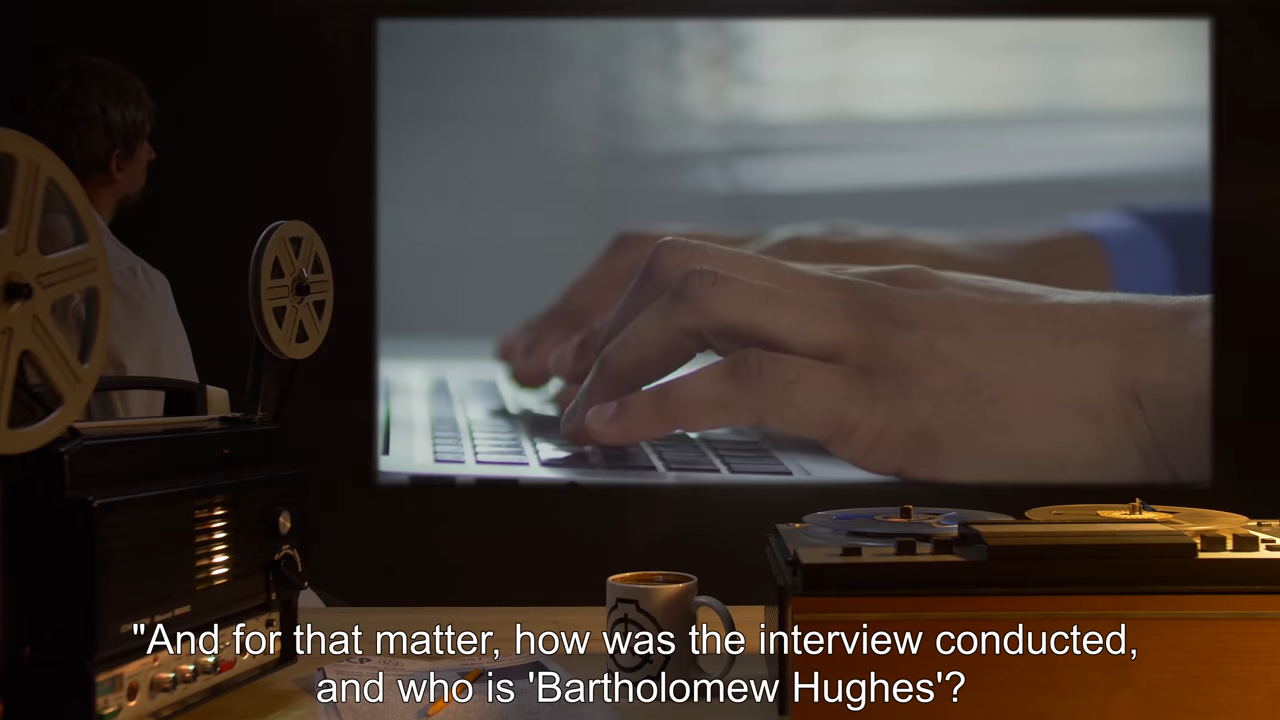 "And for that matter, how was the interview conducted,
and who is 'Bartholomew Hughes'?